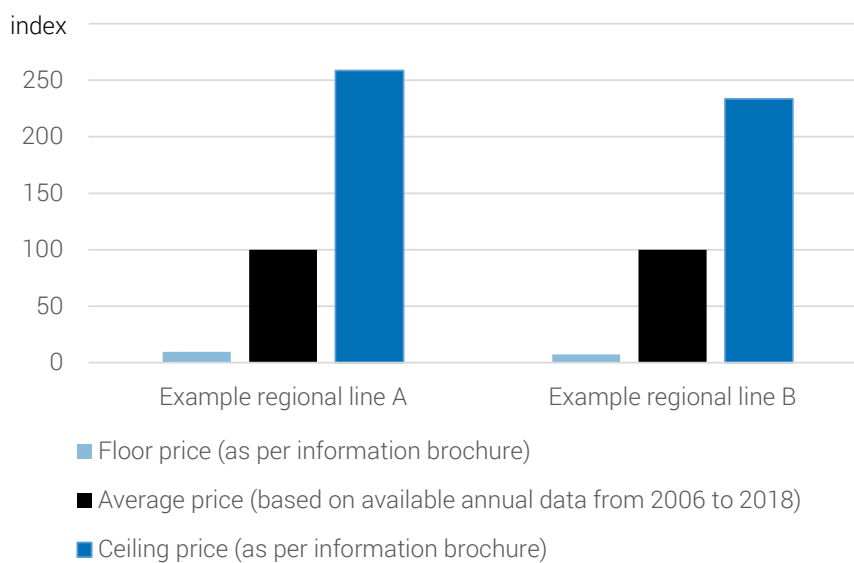 index
250
200
150
100
50
0
Example regional line A
Example regional line B
Floor price (as per information brochure)
Average price (based on available annual data from 2006 to 2018)
Ceiling price (as per information brochure)